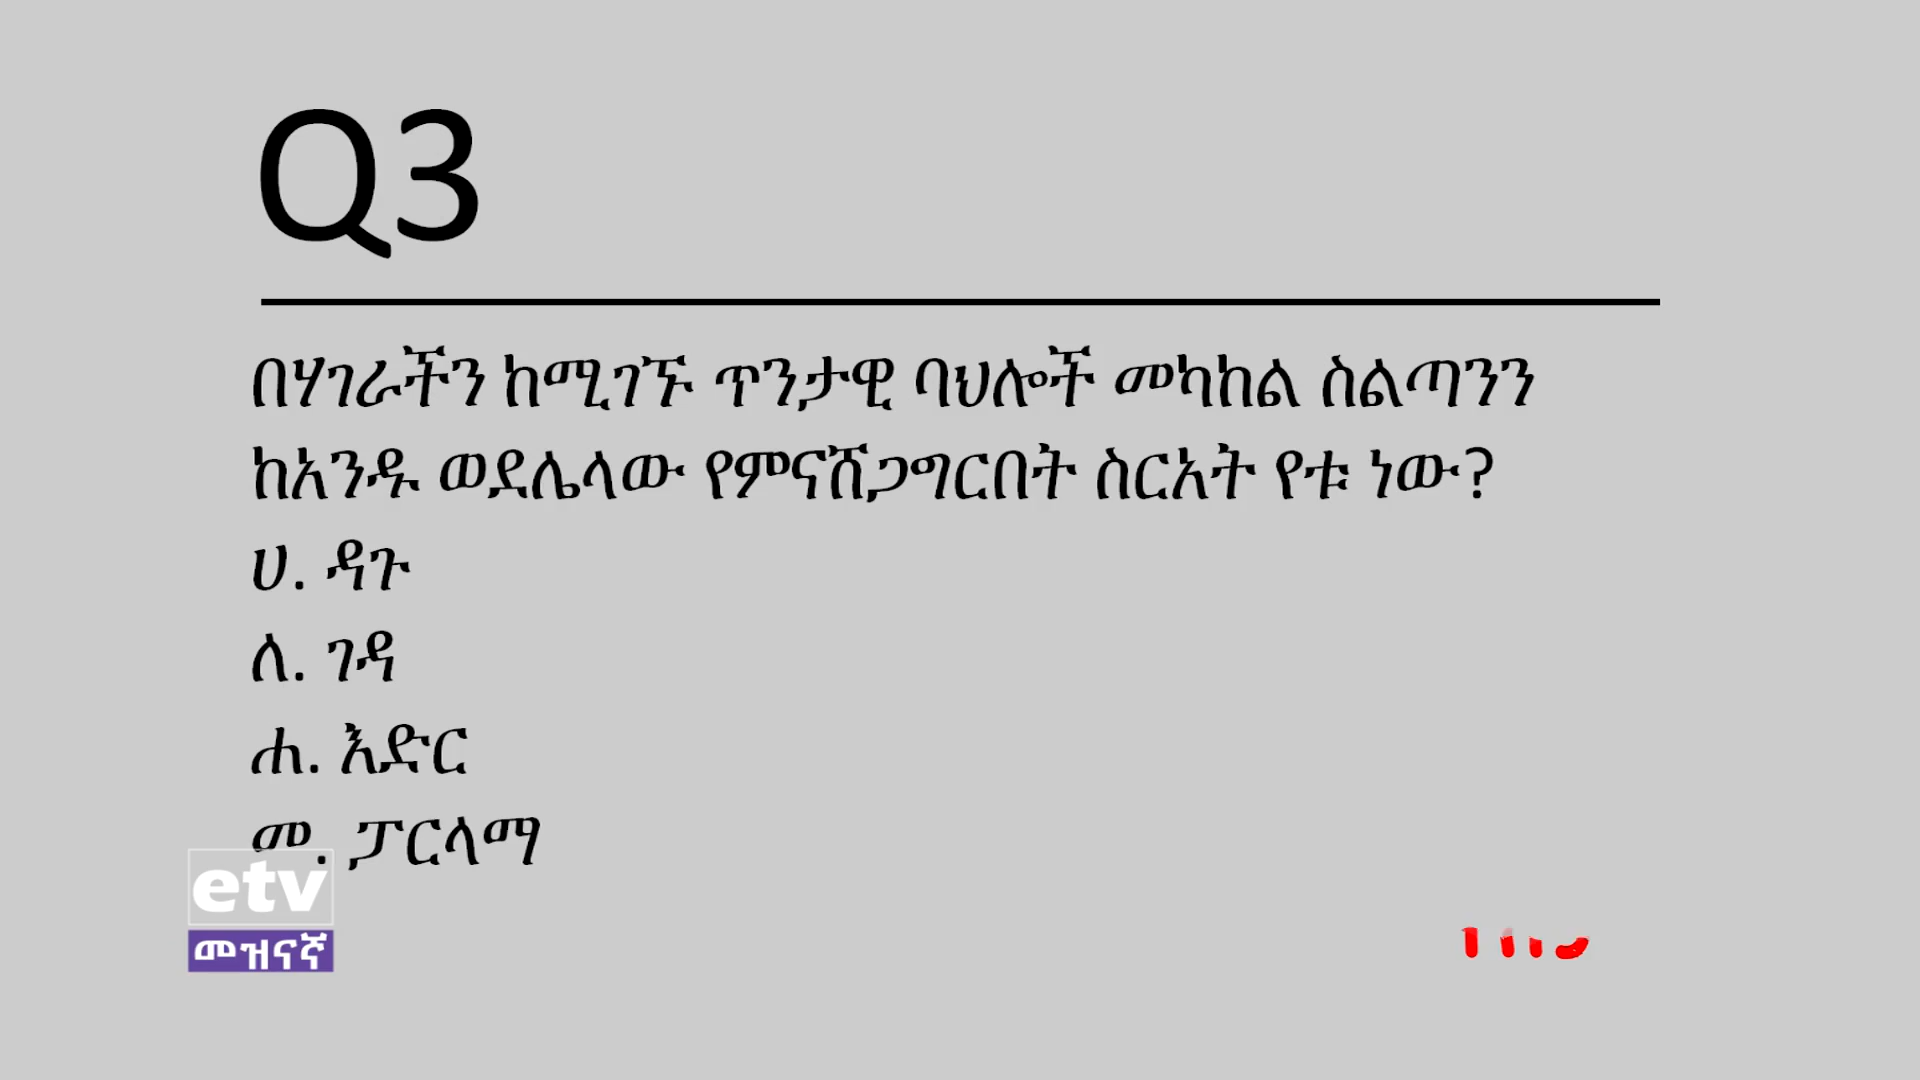 Q3
በሃገራችን ከሚገኙ ጥንታዊ ባህሎች መካከል ስልጣንን
ከአንዱ ወደሌላው የምናሸጋግርበት ስርአት የቱ ነው?
ሀ. ዳጉ
ለ. ገዳ
ሐ. እድር
መ. ፓርላማ
etv
መዝናኛ